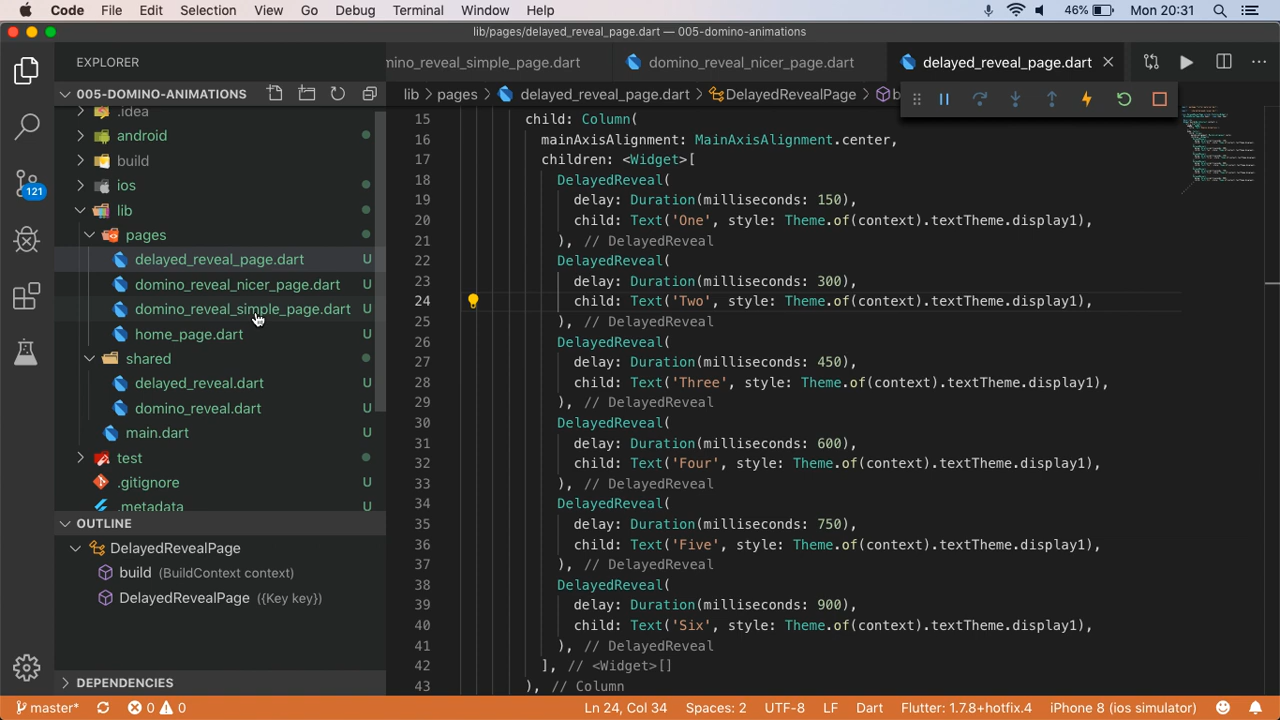 Code File Edit Selection View Go Debug Terminal Window Help 46% Mon 20:31
lib/pages/delayed_reveal_page.dart — 005-domino-animations
EXPLORER
mino_reveal_simple_page.dart domino_reveal_nicer_page.dart delayed_reveal_page.dart
005-DOMINO-ANIMATIONS
lib > pages > delayed_reveal_page.dart > DelayedRevealPage > b
.idea
android
build
ios
lib
pages
delayed_reveal_page.dart U
domino_reveal_nicer_page.dart U
domino_reveal_simple_page.dart U
home_page.dart U
shared
delayed_reveal.dart U
domino_reveal.dart U
main.dart U
test
.gitignore U
.metadata U
121
OUTLINE
DelayedRevealPage
build (BuildContext context)
DelayedRevealPage ({Key key})
DEPENDENCIES
15 child: Column(
16 mainAxisAlignment: MainAxisAlignment.center,
17 children: <Widget>[
18 DelayedReveal(
19 delay: Duration(milliseconds: 150),
20 child: Text('One', style: Theme.of(context).textTheme.display1),
21 ), // DelayedReveal
22 DelayedReveal(
23 delay: Duration(milliseconds: 300),
24 child: Text('Two', style: Theme.of(context).textTheme.display1),
25 ), // DelayedReveal
26 DelayedReveal(
27 delay: Duration(milliseconds: 450),
28 child: Text('Three', style: Theme.of(context).textTheme.display1),
29 ), // DelayedReveal
30 DelayedReveal(
31 delay: Duration(milliseconds: 600),
32 child: Text('Four', style: Theme.of(context).textTheme.display1),
33 ), // DelayedReveal
34 DelayedReveal(
35 delay: Duration(milliseconds: 750),
36 child: Text('Five', style: Theme.of(context).textTheme.display1),
37 ), // DelayedReveal
38 DelayedReveal(
39 delay: Duration(milliseconds: 900),
40 child: Text('Six', style: Theme.of(context).textTheme.display1),
41 ), // DelayedReveal
42 ], // <Widget>[]
43 ), // Column
master* 0 0 Ln 24, Col 34 Spaces: 2 UTF-8 LF Dart Flutter: 1.7.8+hotfix.4 iPhone 8 (ios simulator)